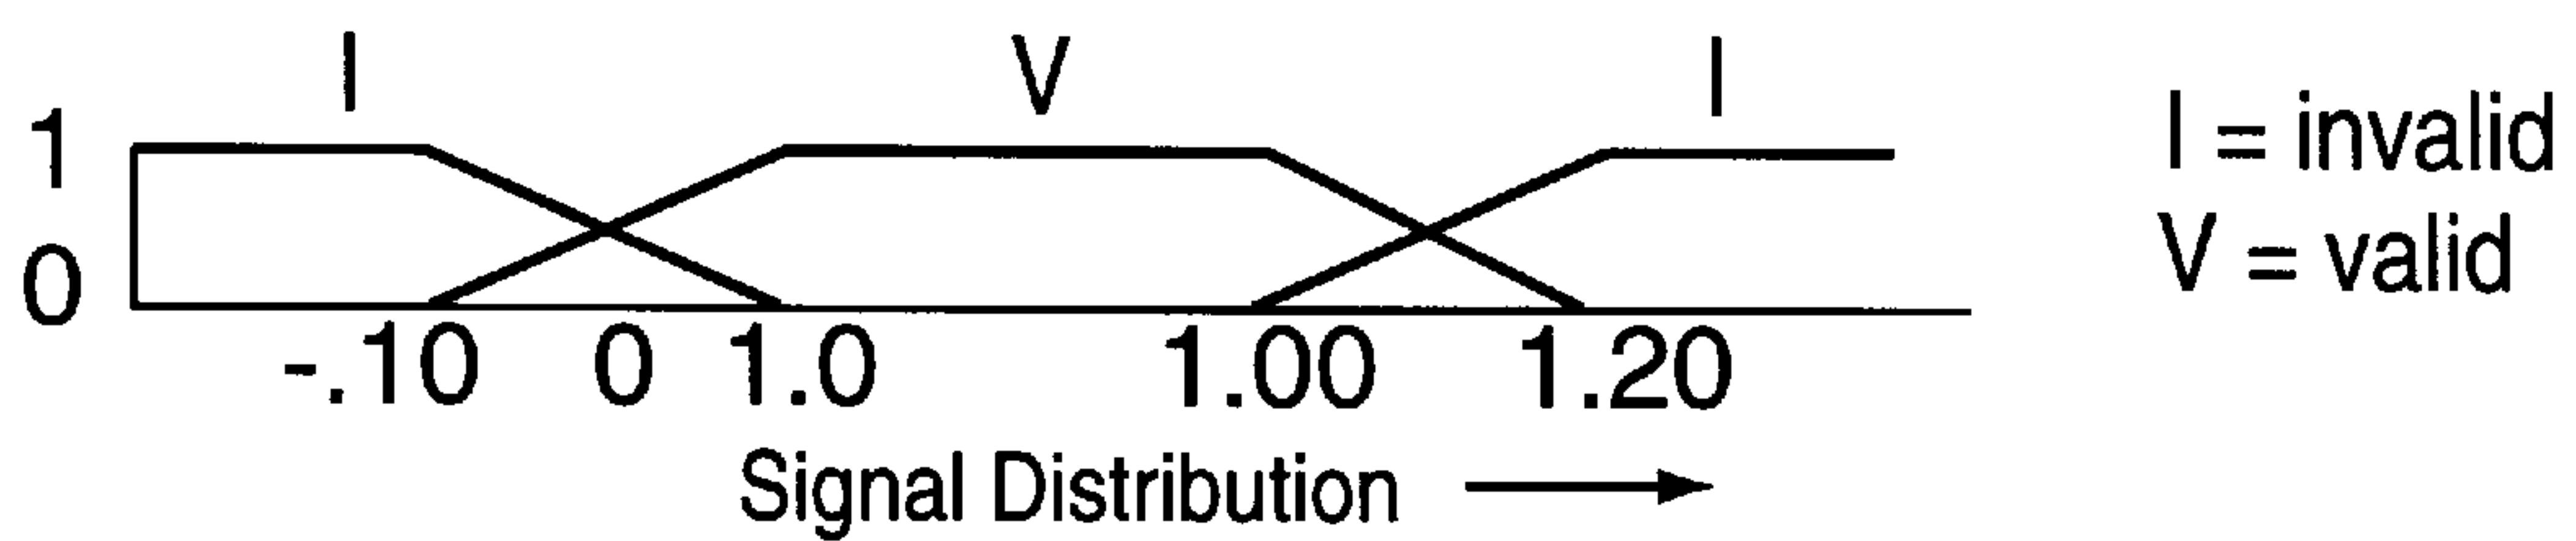 I V I
1
0
I = invalid
V = valid
-.10 0 1.0 1.00 1.20
Signal Distribution